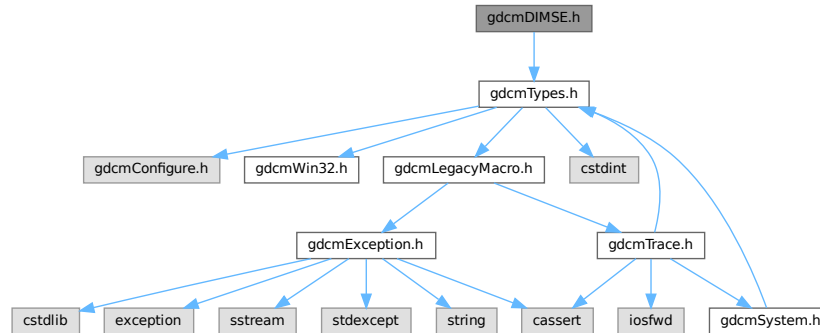 gdcmDIMSE.h
gdcmTypes.h
gdcmConfigure.h
gdcmWin32.h
gdcmLegacyMacro.h
cstdint
gdcmException.h
gdcmTrace.h
cstdlib
exception
sstream
stdexcept
string
cassert
iosfwd
gdcmSystem.h